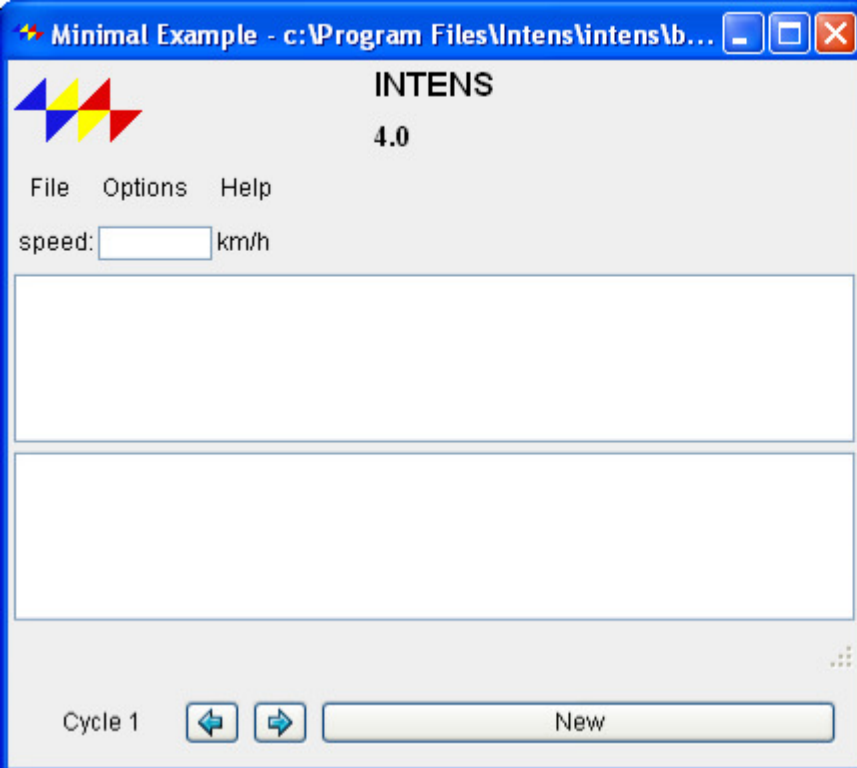 Minimal Example - c:\Program Files\Intens\intens\b...
INTENS
4.0
File Options Help
speed: km/h
Cycle 1 New